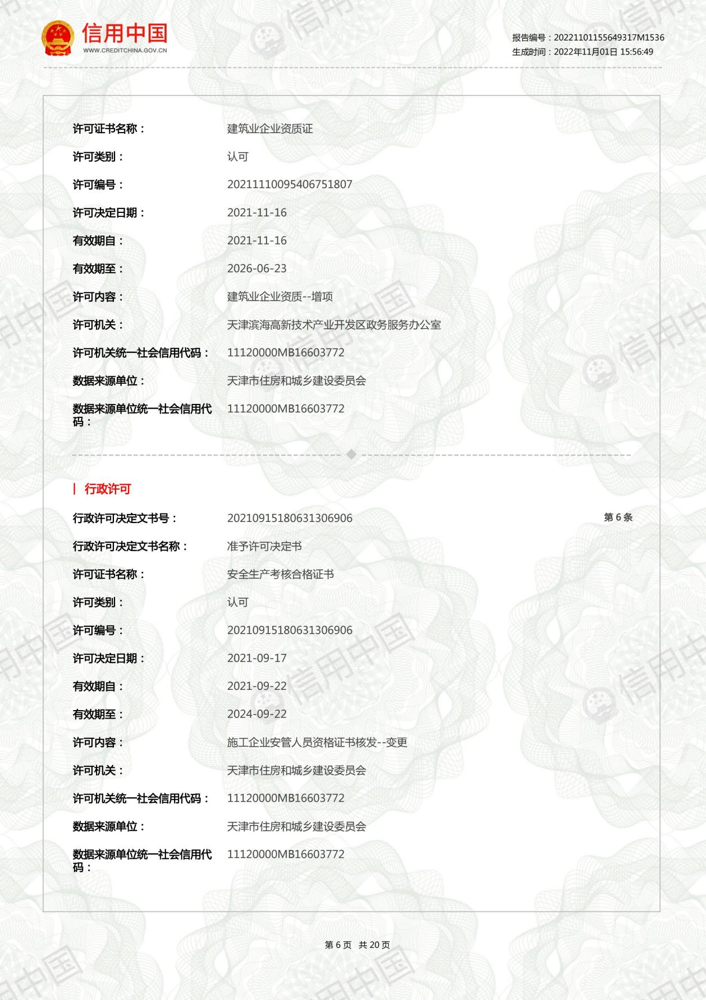 信用中国
WWW.CREDITCHINA.GOV.CN
报告编号：20221101155649317M1536
生成时间：2022年11月01日 15:56:49
许可证书名称： 建筑业企业资质证
许可类别： 认可
许可编号： 20211110095406751807
许可决定日期： 2021-11-16
有效期自： 2021-11-16
有效期至： 2026-06-23
许可内容： 建筑业企业资质--增项
许可机关： 天津滨海高新技术产业开发区政务服务办公室
许可机关统一社会信用代码： 11120000MB16603772
数据来源单位： 天津市住房和城乡建设委员会
数据来源单位统一社会信用代 11120000MB16603772
码：
行政许可
行政许可决定文书号： 20210915180631306906 第 6 条
行政许可决定文书名称： 准予许可决定书
许可证书名称： 安全生产考核合格证书
许可类别： 认可
许可编号： 20210915180631306906
许可决定日期： 2021-09-17
有效期自： 2021-09-22
有效期至： 2024-09-22
许可内容： 施工企业安管人员资格证书核发--变更
许可机关： 天津市住房和城乡建设委员会
许可机关统一社会信用代码： 11120000MB16603772
数据来源单位： 天津市住房和城乡建设委员会
数据来源单位统一社会信用代 11120000MB16603772
码：
第 6 页 共 20 页